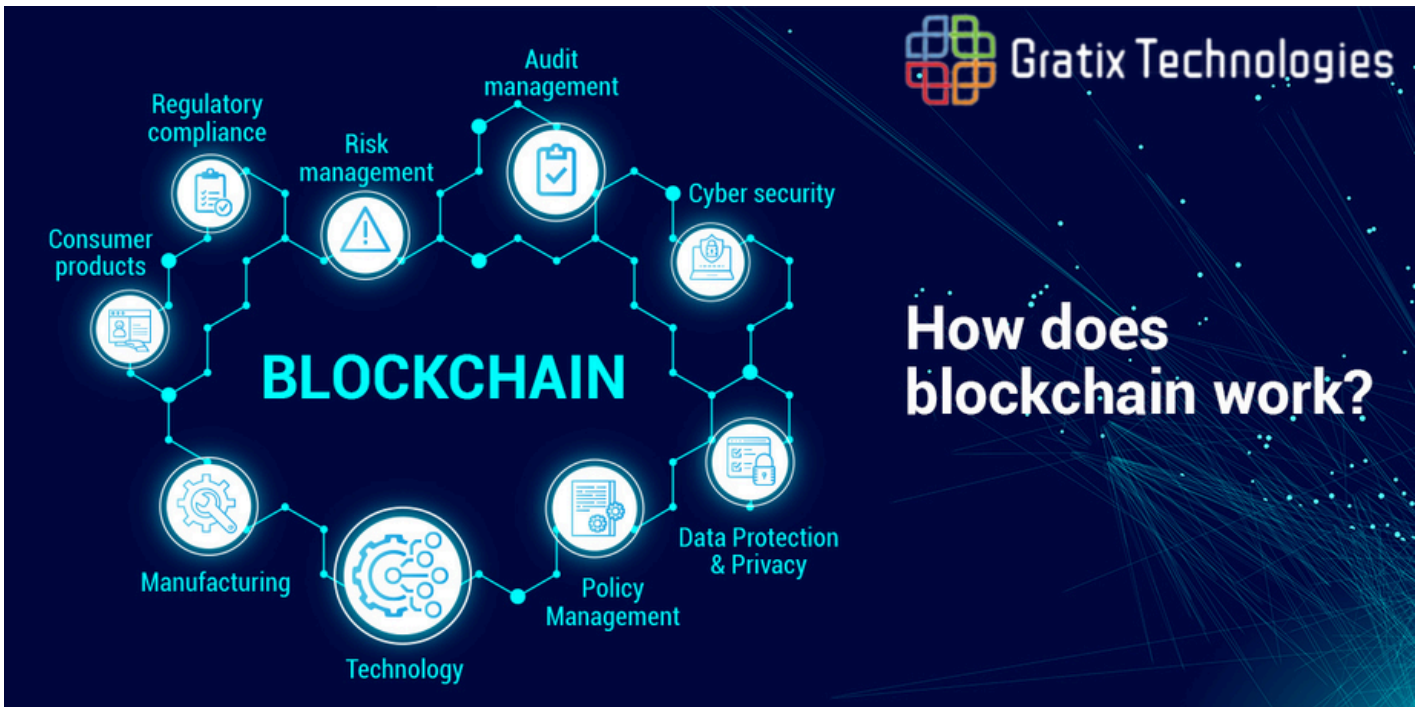 Gratix Technologies
Audit
management
Regulatory
compliance
Risk
management
Cyber security
Consumer
products
BLOCKCHAIN
How does
blockchain work?
Data Protection
& Privacy
Manufacturing
Policy
Management
Technology